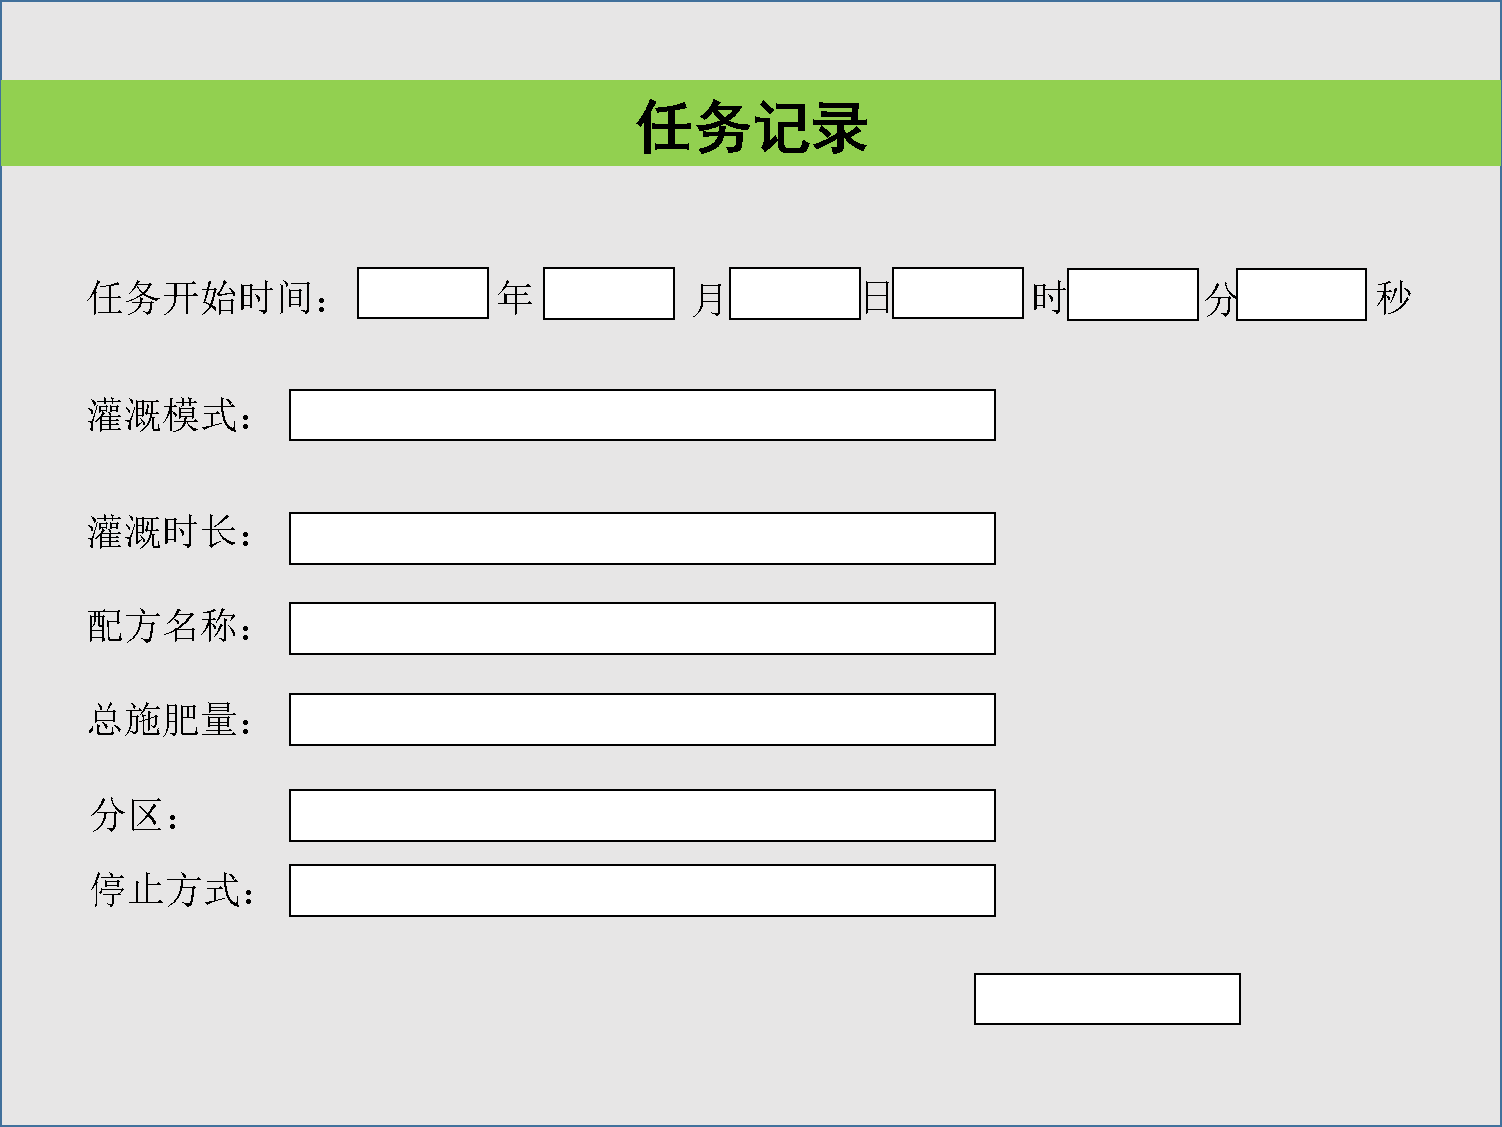 任务记录
任务开始时间： 年 月 日 时 分 秒
灌溉模式：
灌溉时长：
配方名称：
总施肥量：
分区：
停止方式：